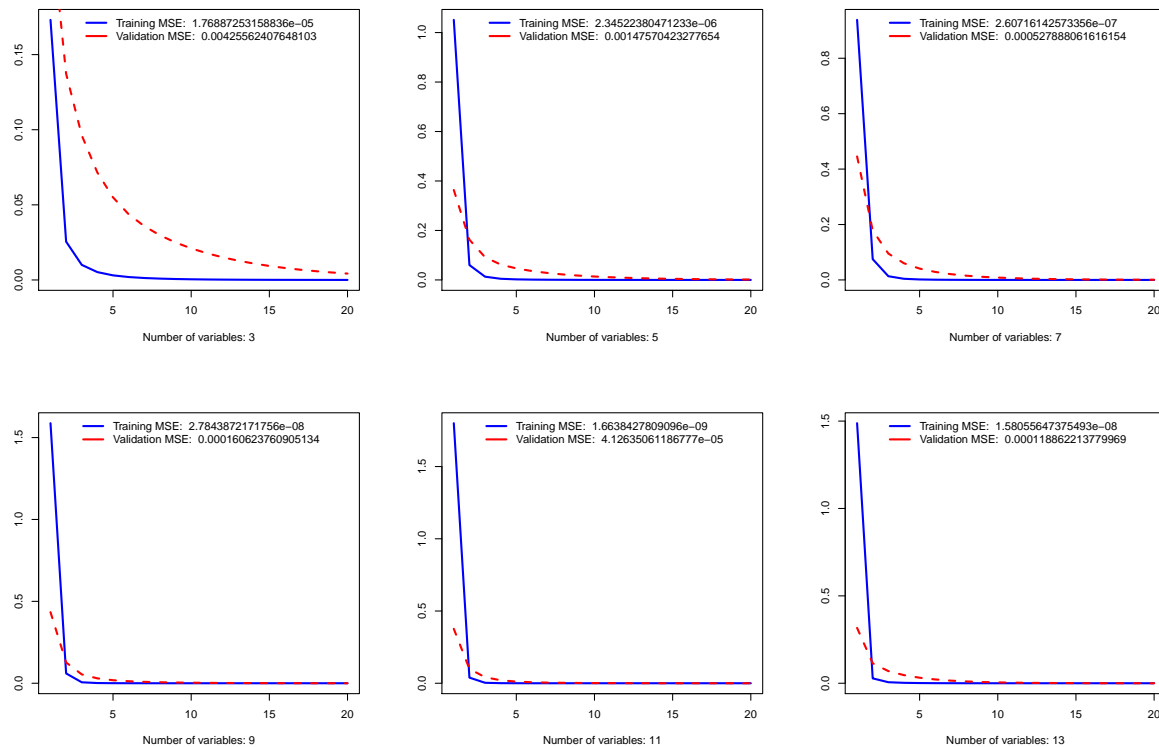 Training MSE: 1.76887253158836e−05
Validation MSE: 0.00425562407648103
0.00 0.05 0.10 0.15
5 10 15 20
Number of variables: 3
Training MSE: 2.34522380471233e−06
Validation MSE: 0.00147570423277654
0.0 0.2 0.4 0.6 0.8 1.0
5 10 15 20
Number of variables: 5
Training MSE: 2.60716142573356e−07
Validation MSE: 0.000527888061616154
0.0 0.2 0.4 0.6 0.8
5 10 15 20
Number of variables: 7
Training MSE: 2.7843872171756e−08
Validation MSE: 0.000160623760905134
0.0 0.5 1.0 1.5
5 10 15 20
Number of variables: 9
Training MSE: 1.6638427809096e−09
Validation MSE: 4.12635061186777e−05
0.0 0.5 1.0 1.5
5 10 15 20
Number of variables: 11
Training MSE: 1.58055647375493e−08
Validation MSE: 0.000118862213779969
0.0 0.5 1.0 1.5
5 10 15 20
Number of variables: 13